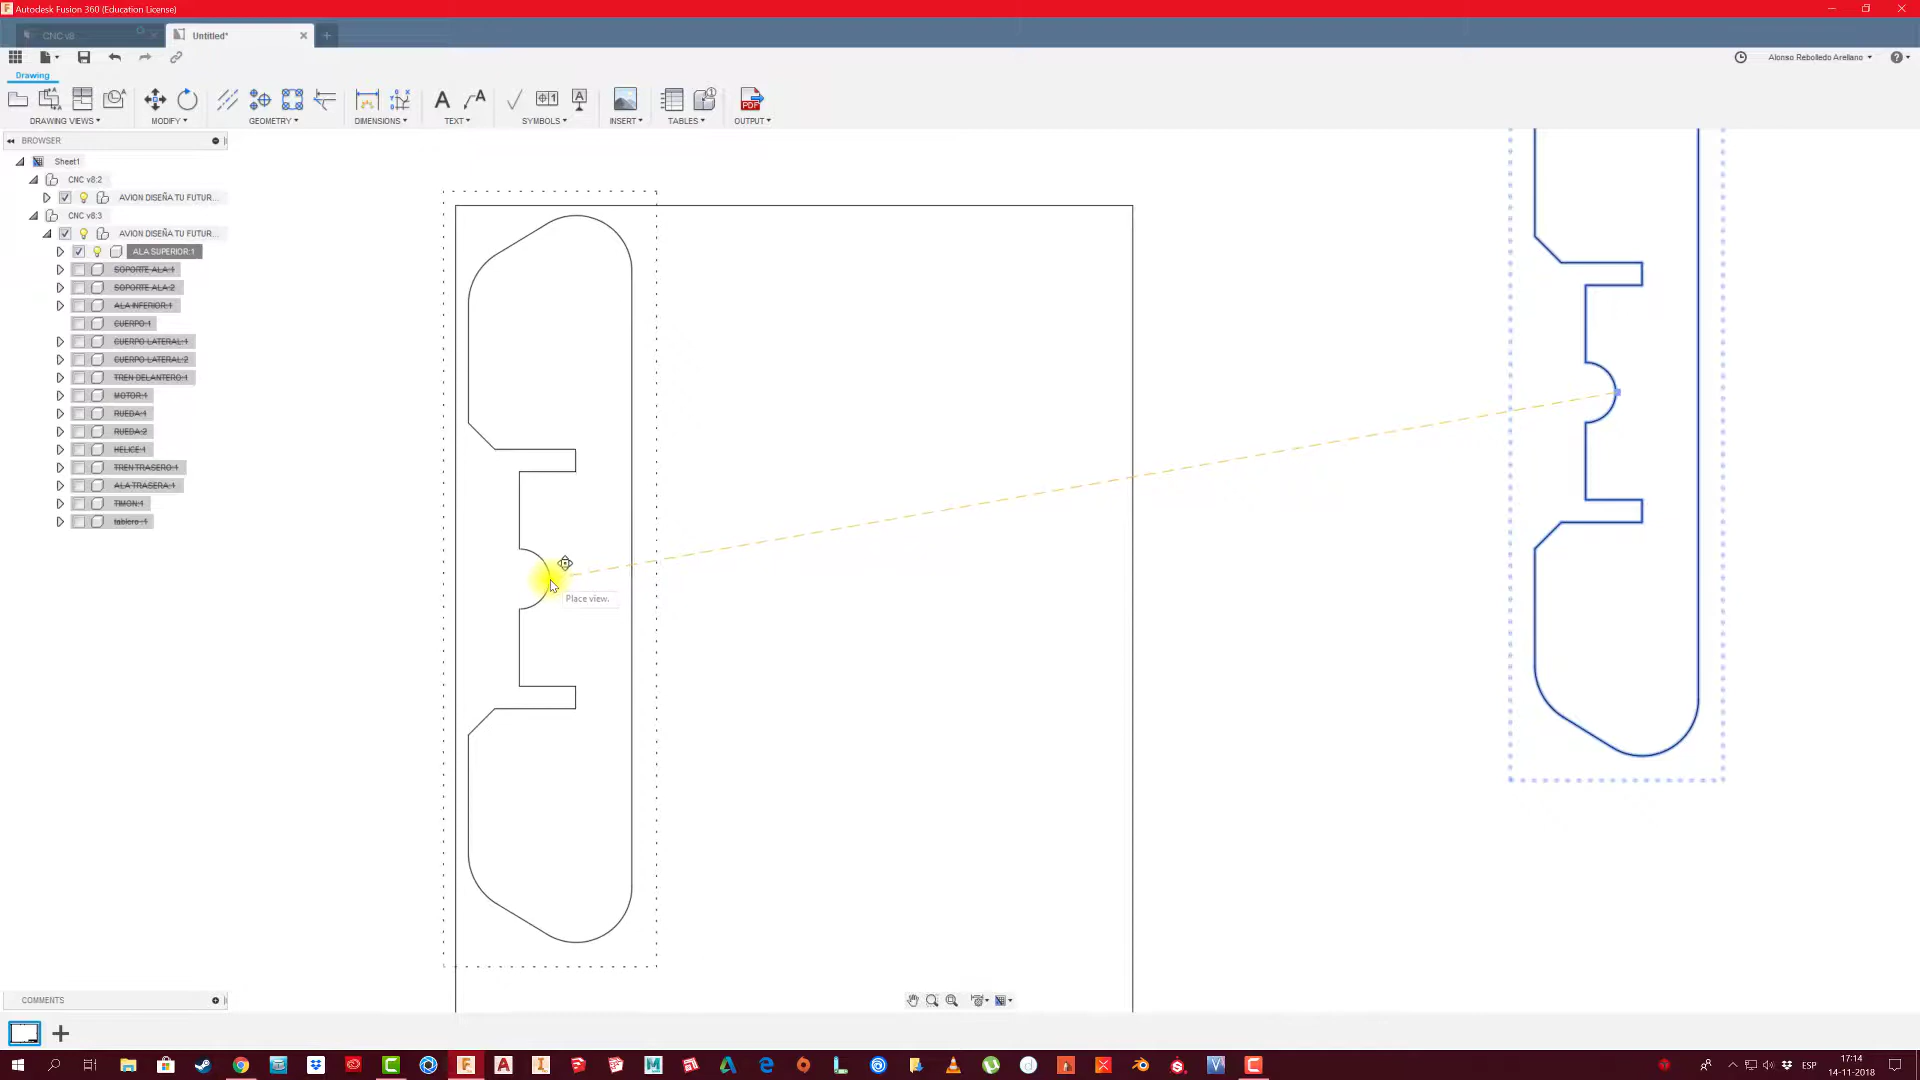 Autodesk Fusion 360 (Education License)
CNC v8
Untitled*
Alonso Rebolledo Arellano
Drawing
DRAWING VIEWS
MODIFY
GEOMETRY
DIMENSIONS
TEXT
SYMBOLS
INSERT
TABLES
OUTPUT
PDF
BROWSER
Sheet1
CNC v8:2
AVION DISEÑA TU FUTUR...
CNC v8:3
AVION DISEÑA TU FUTUR...
ALA SUPERIOR:1
SOPORTE ALA:1
SOPORTE ALA:2
ALA INFERIOR:1
CUERPO:1
CUERPO LATERAL:1
CUERPO LATERAL:2
TREN DELANTERO:1
MOTOR:1
RUEDA:1
RUEDA:2
HELICE:1
TREN TRASERO:1
ALA TRASERA:1
TIMON:1
tablero :1
Place view.
COMMENTS
ESP
17:14
14-11-2018